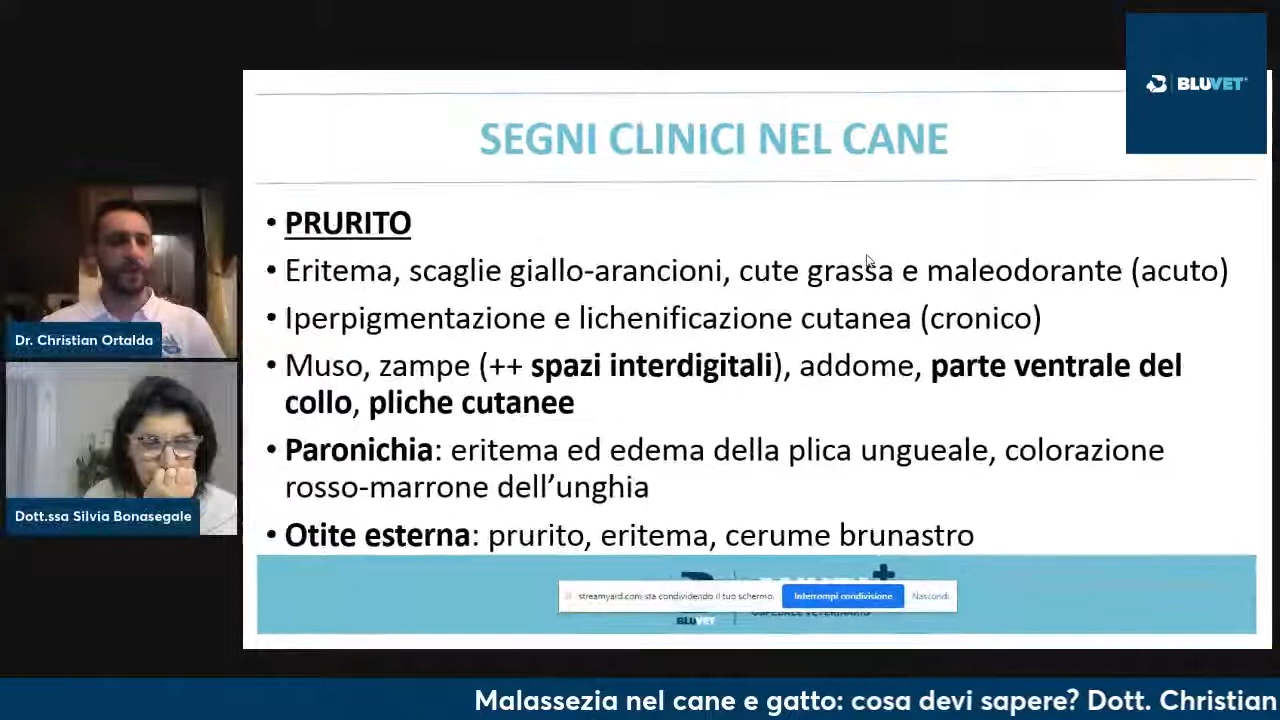 BLUVET
SEGNI CLINICI NEL CANE
• PRURITO
• Eritema, scaglie giallo-arancioni, cute grassa e maleodorante (acuto)
• Iperpigmentazione e lichenificazione cutanea (cronico)
• Muso, zampe (++ spazi interdigitali), addome, parte ventrale del
collo, pliche cutanee
• Paronichia: eritema ed edema della plica ungueale, colorazione
rosso-marrone dell’unghia
• Otite esterna: prurito, eritema, cerume brunastro
Dr. Christian Ortalda
Dott.ssa Silvia Bonasegale
streamyard.com sta condividendo il tuo schermo.
Interrompi condivisione
Nascondi
BLUVET
OSPEDALE VETERINARIO
Malassezia nel cane e gatto: cosa devi sapere? Dott. Christian